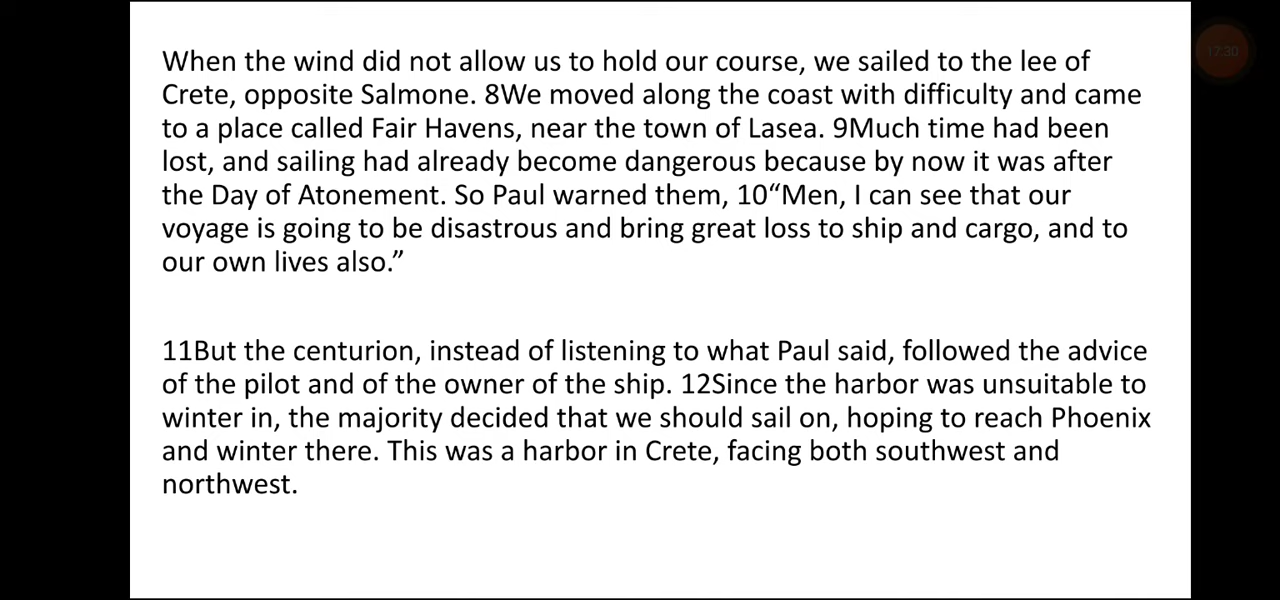 When the wind did not allow us to hold our course, we sailed to the lee of
Crete, opposite Salmone. 8We moved along the coast with difficulty and came
to a place called Fair Havens, near the town of Lasea. 9Much time had been
lost, and sailing had already become dangerous because by now it was after
the Day of Atonement. So Paul warned them, 10“Men, I can see that our
voyage is going to be disastrous and bring great loss to ship and cargo, and to
our own lives also.”
11But the centurion, instead of listening to what Paul said, followed the advice
of the pilot and of the owner of the ship. 12Since the harbor was unsuitable to
winter in, the majority decided that we should sail on, hoping to reach Phoenix
and winter there. This was a harbor in Crete, facing both southwest and
northwest.
17:30